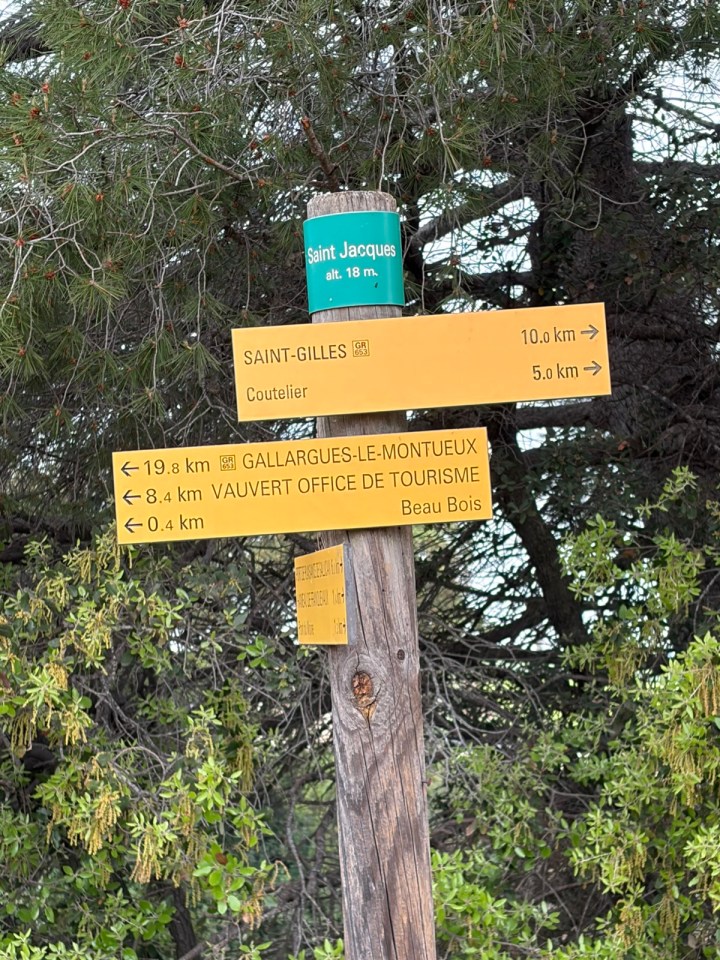 Saint Jacques
alt. 18 m.
SAINT-GILLES GR 653 10.0 km →
Coutelier 5.0 km →
← 19.8 km GR 653 GALLARGUES-LE-MONTUEUX
← 8.4 km VAUVERT OFFICE DE TOURISME
← 0.4 km Beau Bois